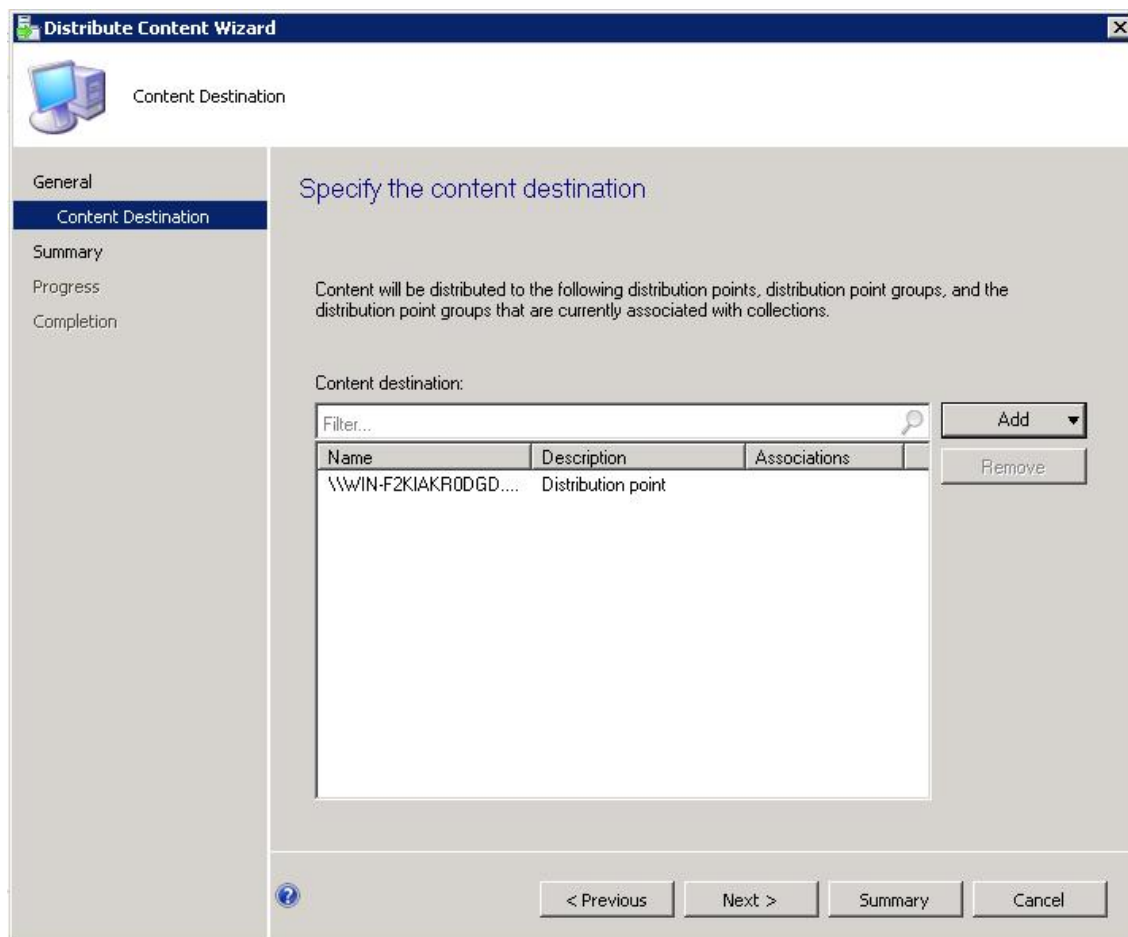 Distribute Content Wizard
Content Destination
General
Content Destination
Summary
Progress
Completion
Specify the content destination
Content will be distributed to the following distribution points, distribution point groups, and the
distribution point groups that are currently associated with collections.
Content destination:
Filter...
Add
Name Description Associations
Remove
\\WIN-F2KIAKR0DGD.... Distribution point
< Previous Next > Summary Cancel